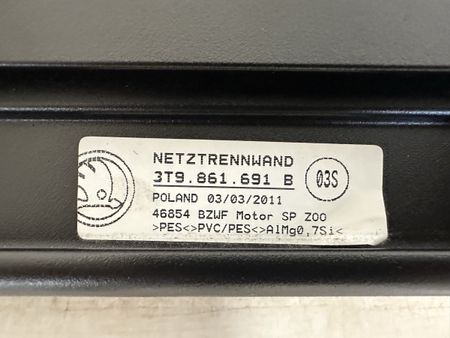 NETZTRENNWAND
3T9.861.691 B
03S
POLAND 03/03/2011
46854 BZWF Motor SP ZOO
>PES<>PVC/PES<>AlMg0,7Si<